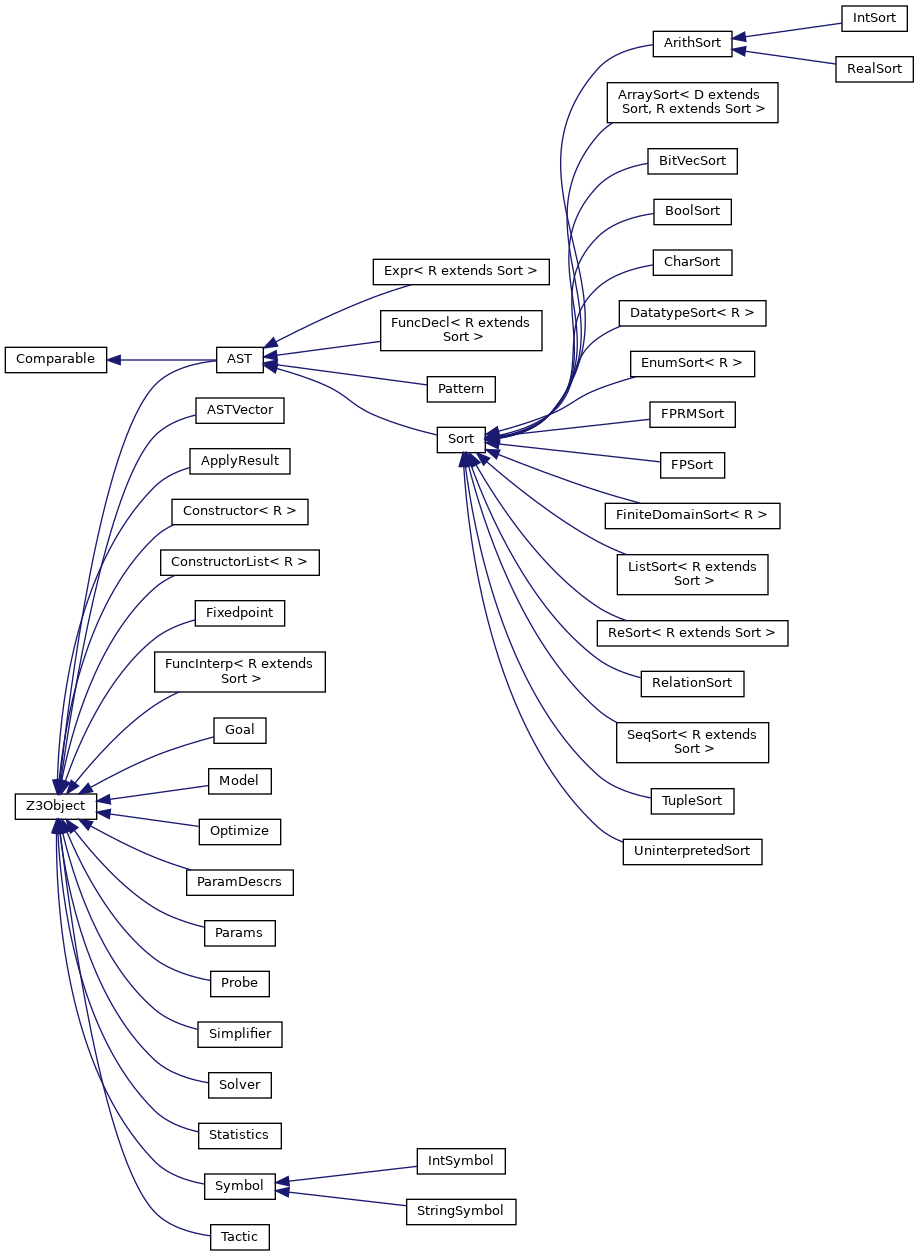 IntSort
ArithSort
RealSort
ArraySort< D extends
Sort, R extends Sort >
BitVecSort
BoolSort
CharSort
Expr< R extends Sort >
DatatypeSort< R >
FuncDecl< R extends
Sort >
Comparable
AST
EnumSort< R >
Pattern
ASTVector
FPRMSort
Sort
ApplyResult
FPSort
Constructor< R >
FiniteDomainSort< R >
ConstructorList< R >
ListSort< R extends
Sort >
Fixedpoint
ReSort< R extends Sort >
FuncInterp< R extends
Sort >
RelationSort
Goal
SeqSort< R extends
Sort >
Model
Z3Object
TupleSort
Optimize
UninterpretedSort
ParamDescrs
Params
Probe
Simplifier
Solver
Statistics
IntSymbol
Symbol
StringSymbol
Tactic